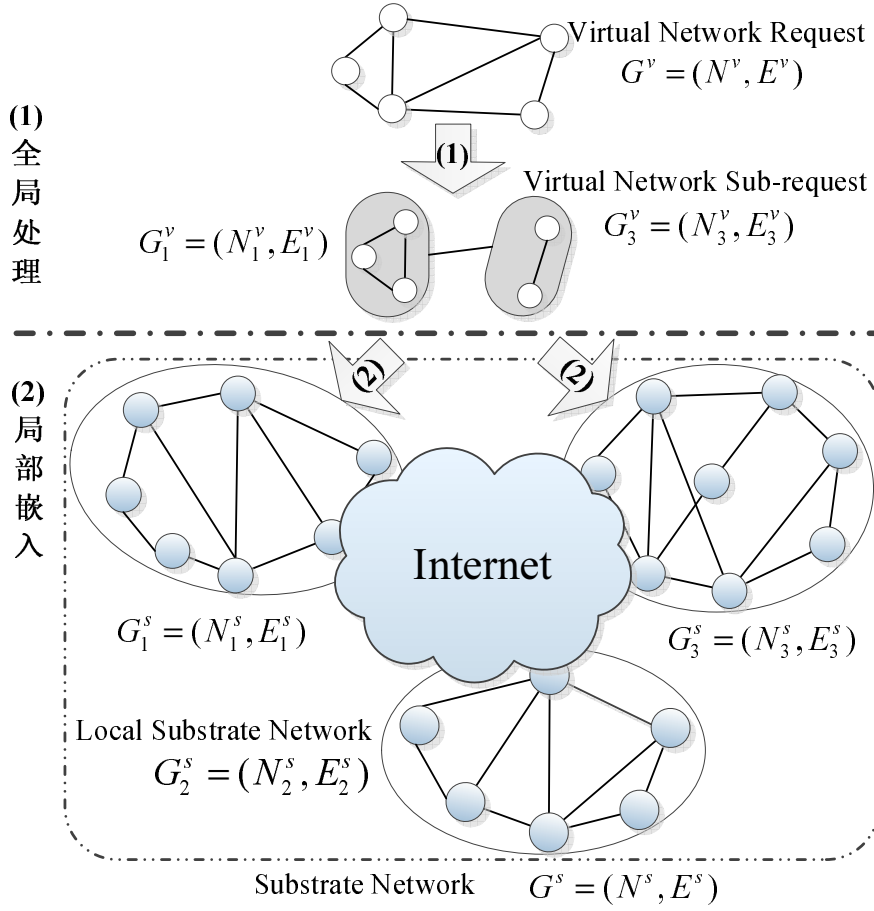 Virtual Network Request
G^v = (N^v, E^v)
(1)
全局处理
(1)
Virtual Network Sub-request
G_1^v = (N_1^v, E_1^v)
G_3^v = (N_3^v, E_3^v)
(2)
局部嵌入
(2)
(2)
Internet
G_1^s = (N_1^s, E_1^s)
G_3^s = (N_3^s, E_3^s)
Local Substrate Network
G_2^s = (N_2^s, E_2^s)
Substrate Network
G^s = (N^s, E^s)